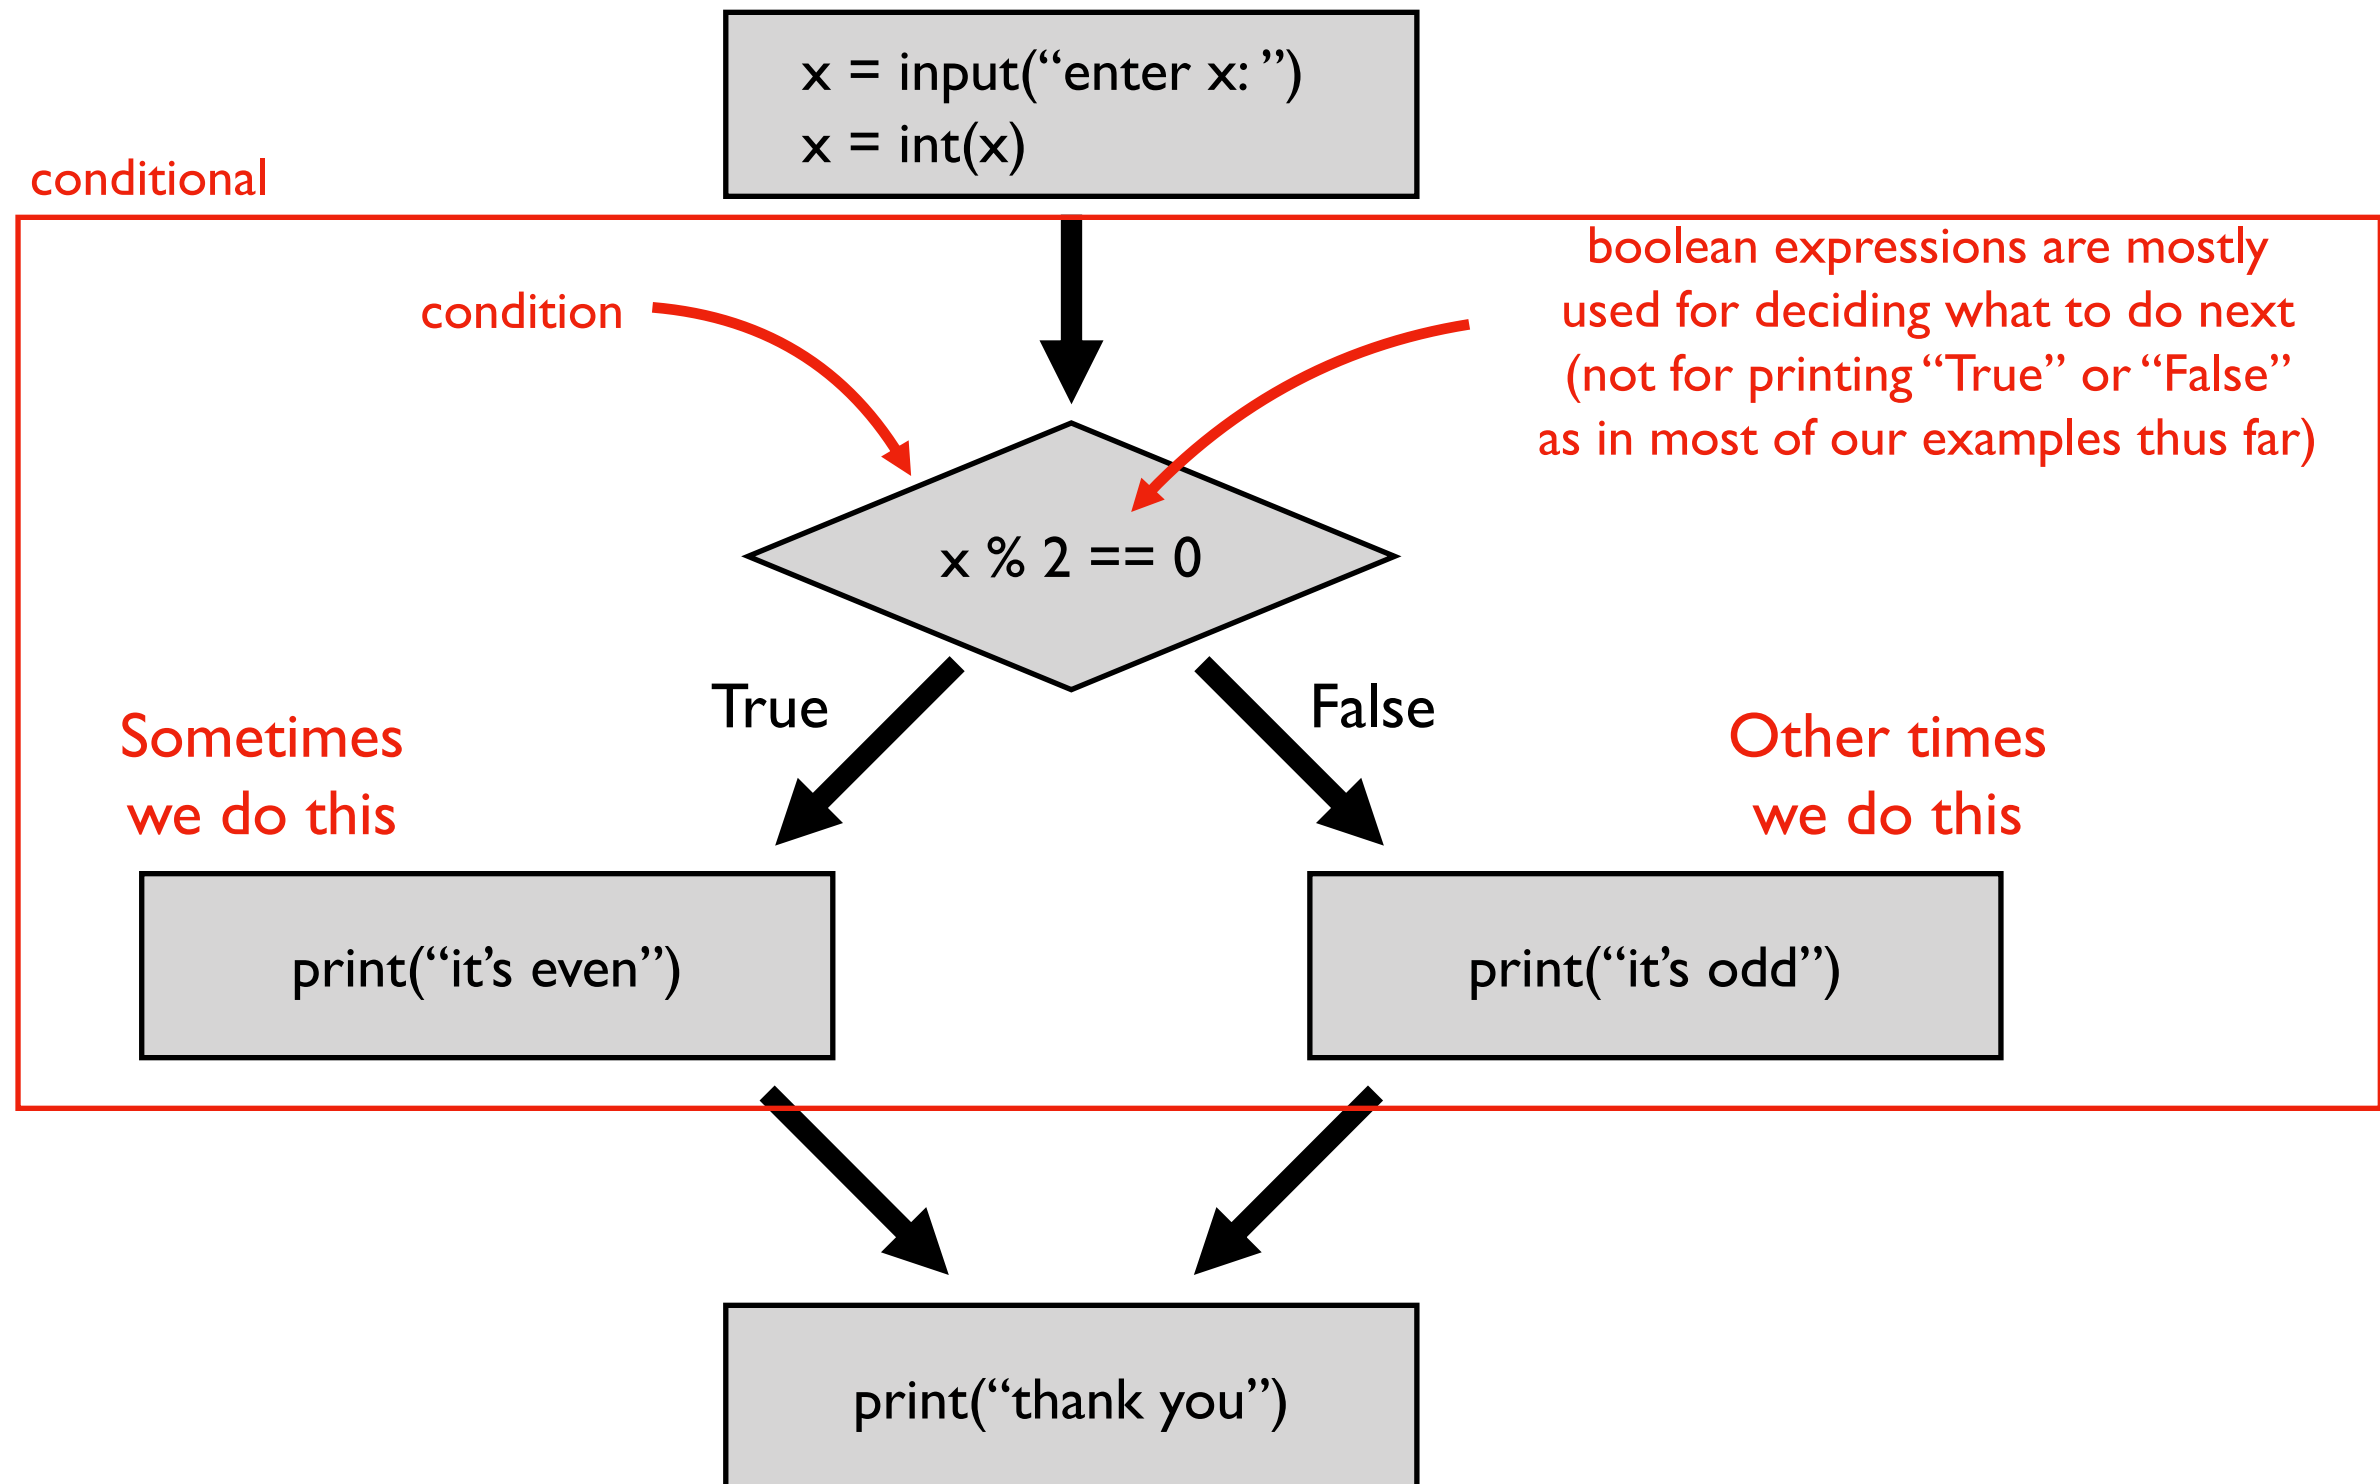 x = input(“enter x: ”)
x = int(x)
conditional
condition
boolean expressions are mostly
used for deciding what to do next
(not for printing “True” or “False”
as in most of our examples thus far)
x % 2 == 0
True
False
Sometimes
we do this
Other times
we do this
print(“it’s even”)
print(“it’s odd”)
print(“thank you”)